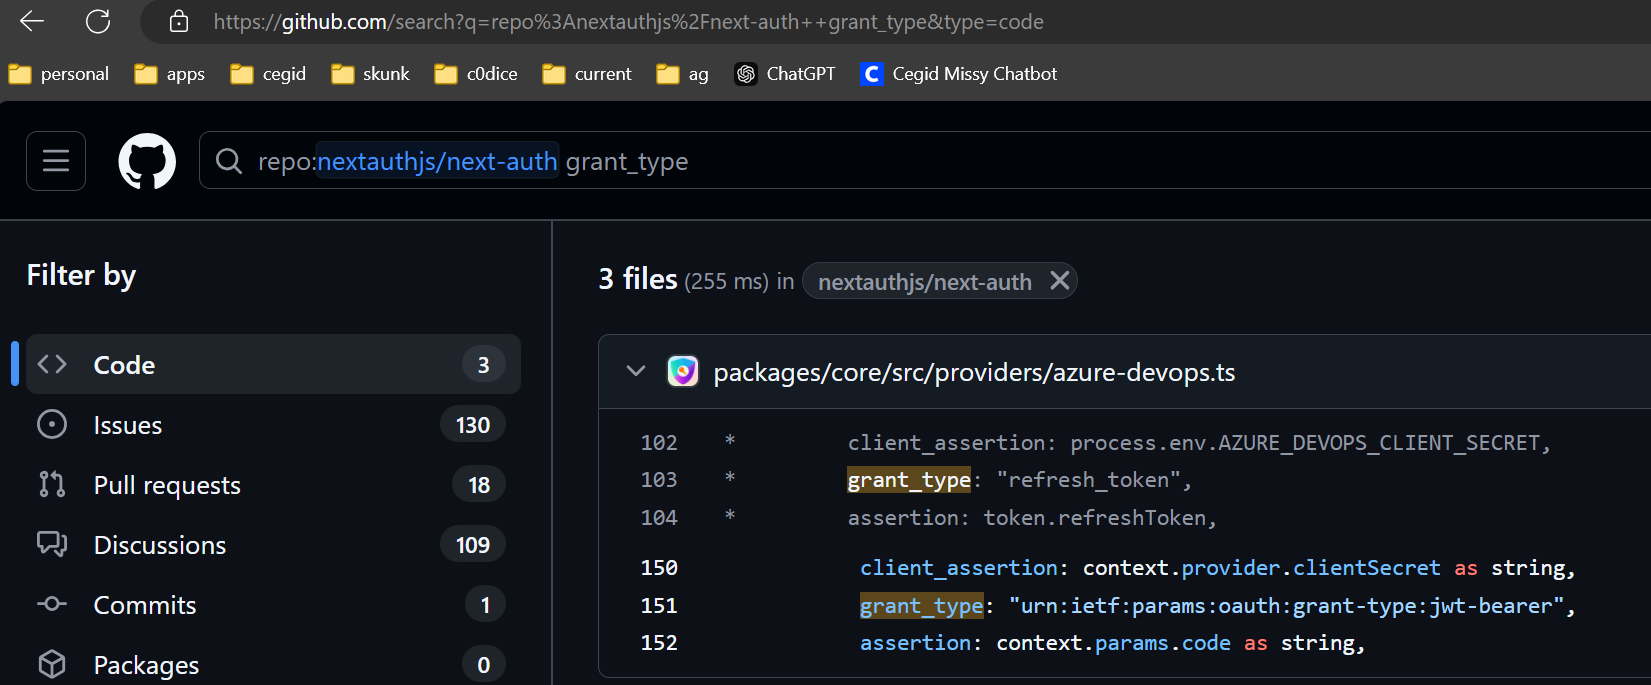 https://github.com/search?q=repo%3Anextauthjs%2Fnext-auth++grant_type&type=code
personal apps cegid skunk c0dice current ag ChatGPT C Cegid Missy Chatbot
repo:nextauthjs/next-auth grant_type
Filter by
Code 3
Issues 130
Pull requests 18
Discussions 109
Commits 1
Packages 0
3 files (255 ms) in nextauthjs/next-auth
packages/core/src/providers/azure-devops.ts
102 * client_assertion: process.env.AZURE_DEVOPS_CLIENT_SECRET,
103 * grant_type: "refresh_token",
104 * assertion: token.refreshToken,
150 client_assertion: context.provider.clientSecret as string,
151 grant_type: "urn:ietf:params:oauth:grant-type:jwt-bearer",
152 assertion: context.params.code as string,